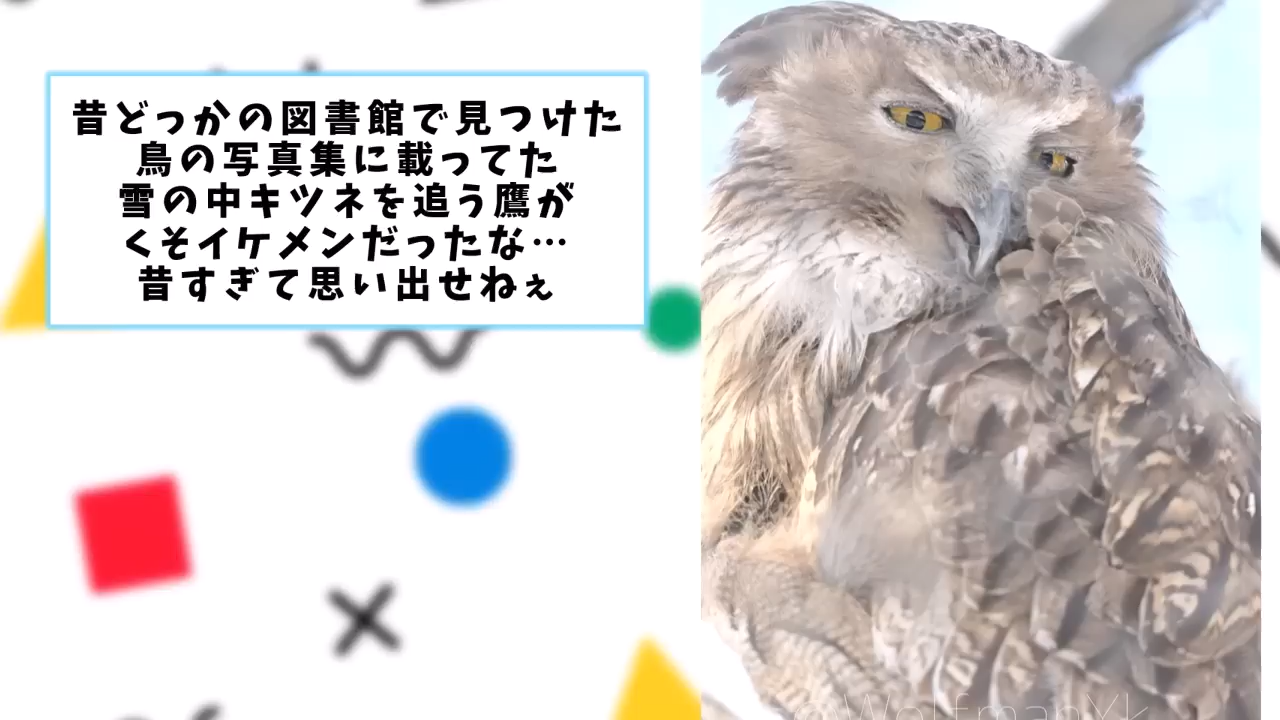 昔どっかの図書館で見つけた
鳥の写真集に載ってた
雪の中キツネを追う鷹が
くそイケメンだったな…
昔すぎて思い出せねぇ
©WolfmanYk